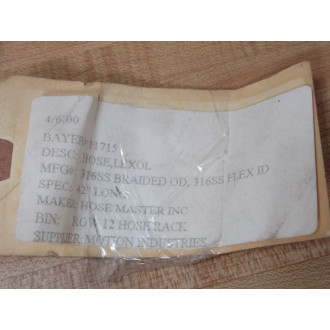 4/6/00
BAYER#11715
DESC: HOSE,LEXOL
MFG#: 316SS BRAIDED OD, 316SS FLEX ID
SPEC: 42" LONG
MAKE: HOSE MASTER INC
BIN: ROW 12 HOSE RACK
SUPPLIER: MOTION INDUSTRIES